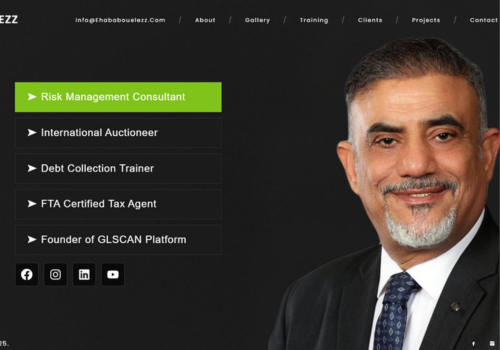 EZZ
Info@Ehababouelezz.Com / About / Gallery / Training / Clients / Projects / Contact
Risk Management Consultant
International Auctioneer
Debt Collection Trainer
FTA Certified Tax Agent
Founder of GLSCAN Platform
25.